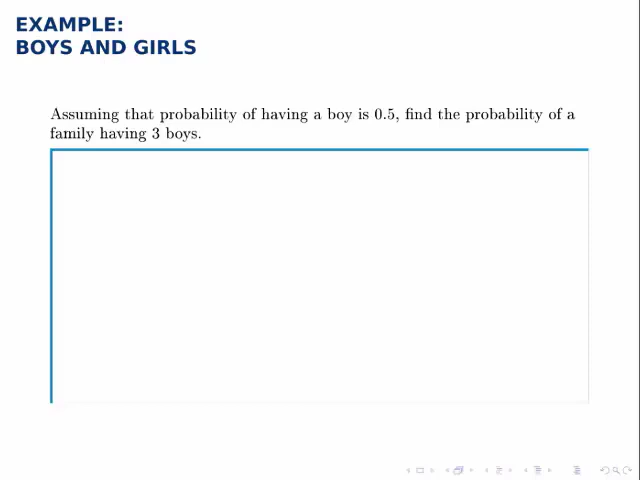 EXAMPLE:
BOYS AND GIRLS
Assuming that probability of having a boy is 0.5, find the probability of a
family having 3 boys.